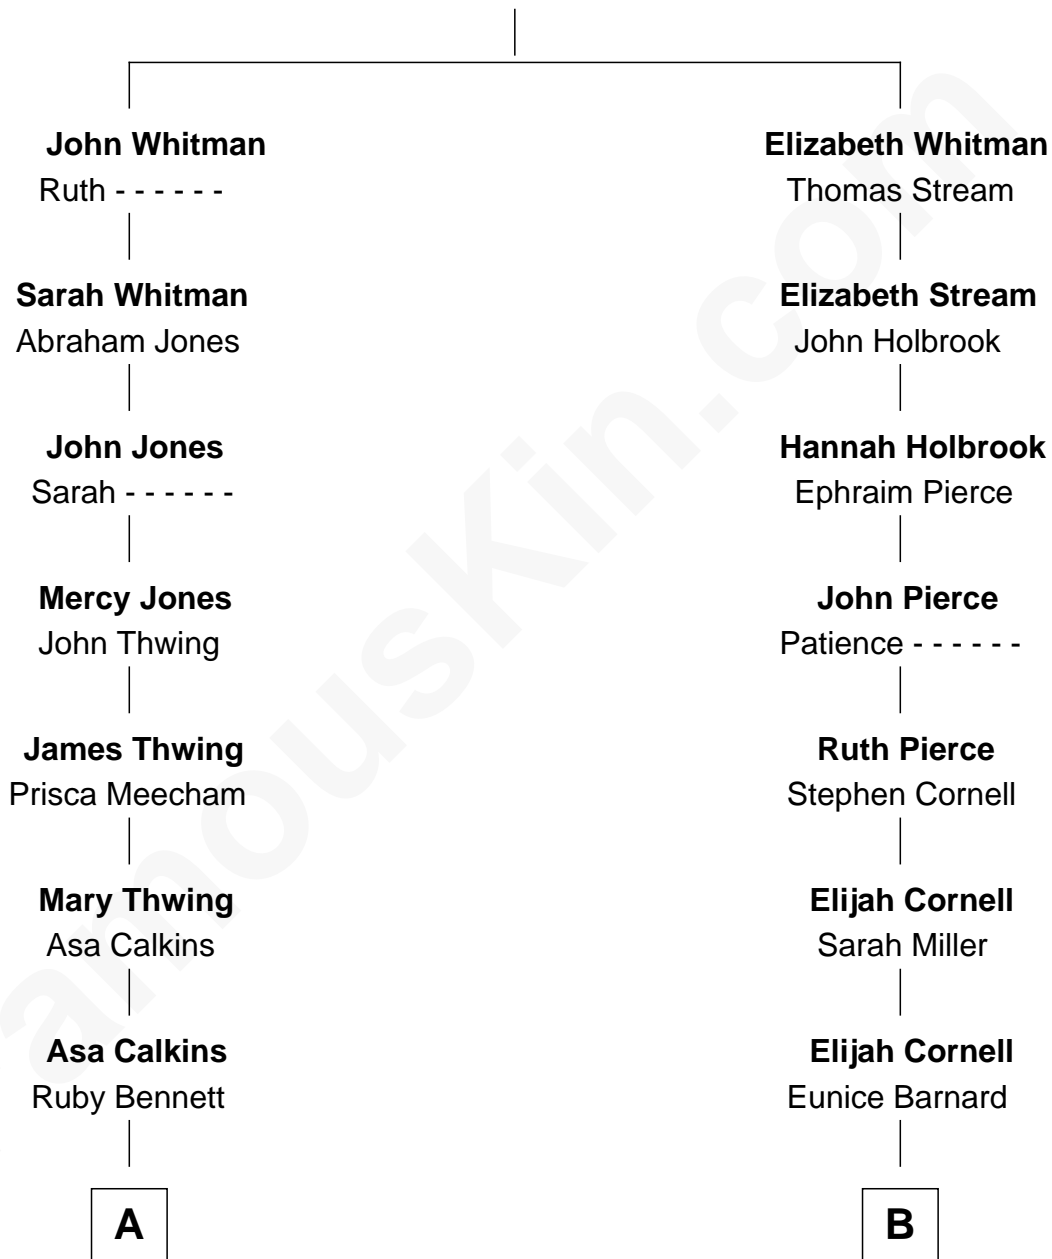 John Whitman
Ruth - - - - - -
Sarah Whitman
Abraham Jones
John Jones
Sarah - - - - - -
Mercy Jones
John Thwing
James Thwing
Prisca Meecham
Mary Thwing
Asa Calkins
Asa Calkins
Ruby Bennett
A
Elizabeth Whitman
Thomas Stream
Elizabeth Stream
John Holbrook
Hannah Holbrook
Ephraim Pierce
John Pierce
Patience - - - - - -
Ruth Pierce
Stephen Cornell
Elijah Cornell
Sarah Miller
Elijah Cornell
Eunice Barnard
B
amouskin.com